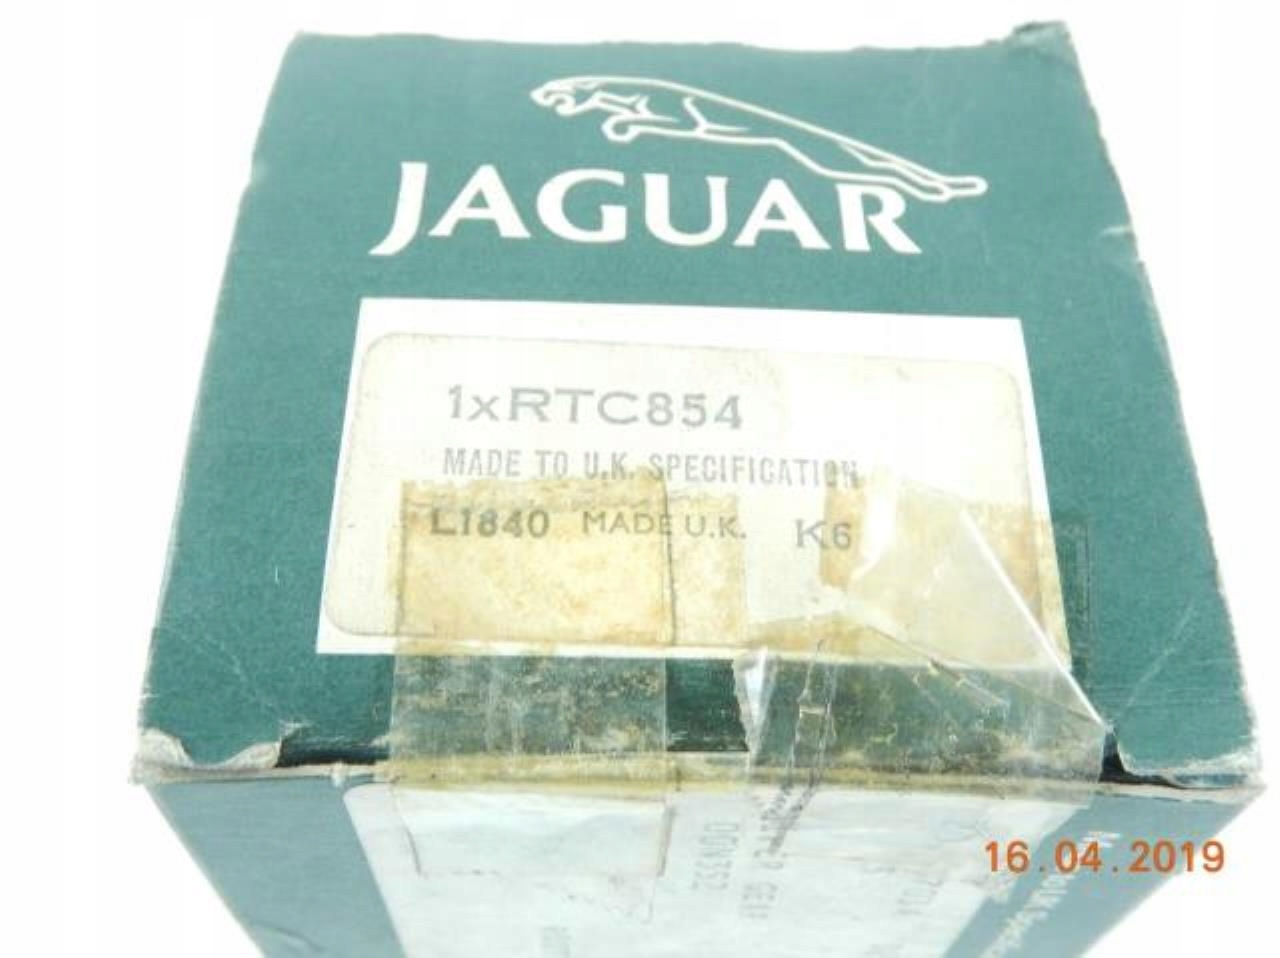 JAGUAR
1xRTC854
MADE TO U.K. SPECIFICATION
L1840 MADE U.K. K6
16.04.2019